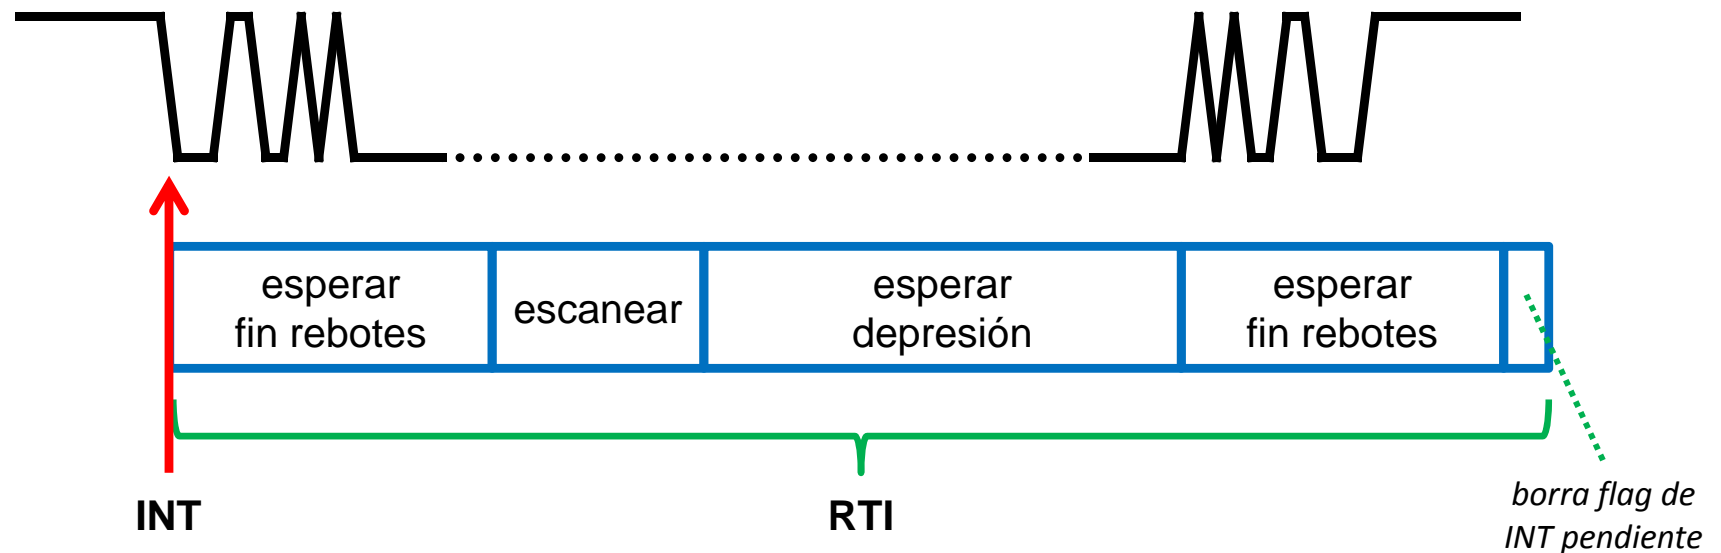 esperar
fin rebotes
escanear
esperar
depresión
esperar
fin rebotes
INT
RTI
borra flag de
INT pendiente